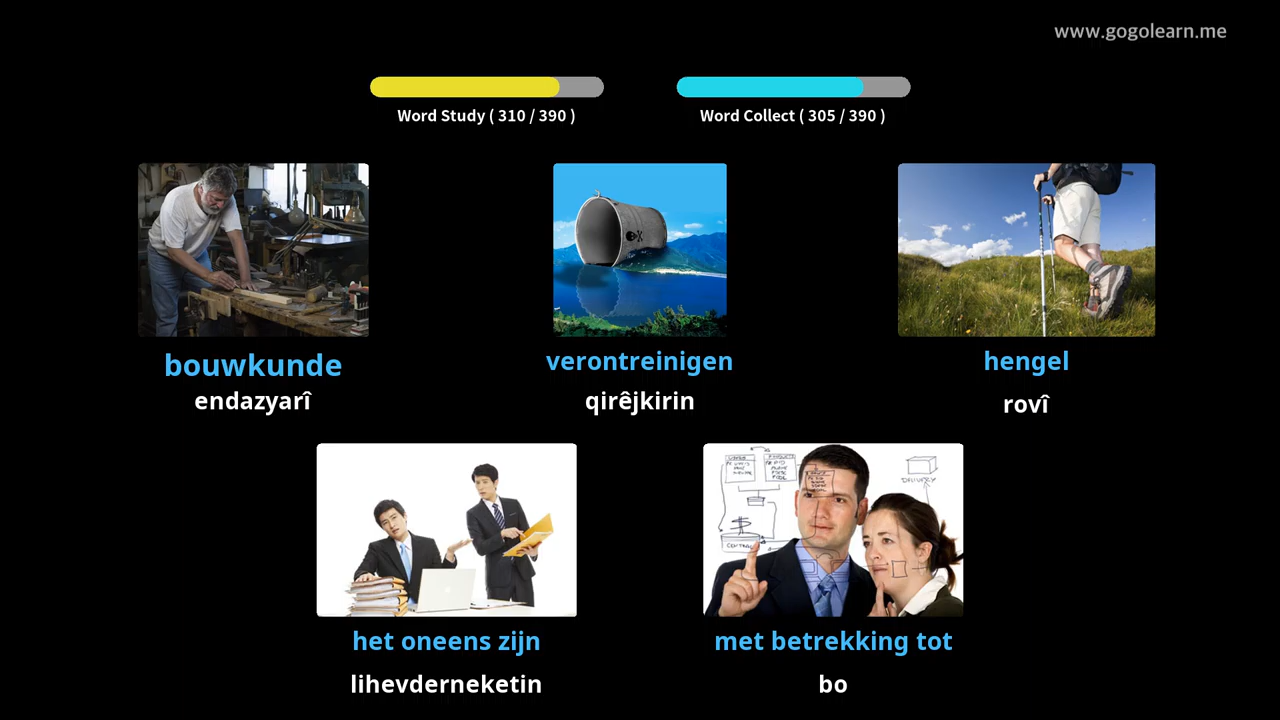 www.gogolearn.me
Word Study ( 310 / 390 )
Word Collect ( 305 / 390 )
bouwkunde
endazyarî
verontreinigen
qirêjkirin
hengel
rovî
DELIVERY
het oneens zijn
lihevderneketin
met betrekking tot
bo